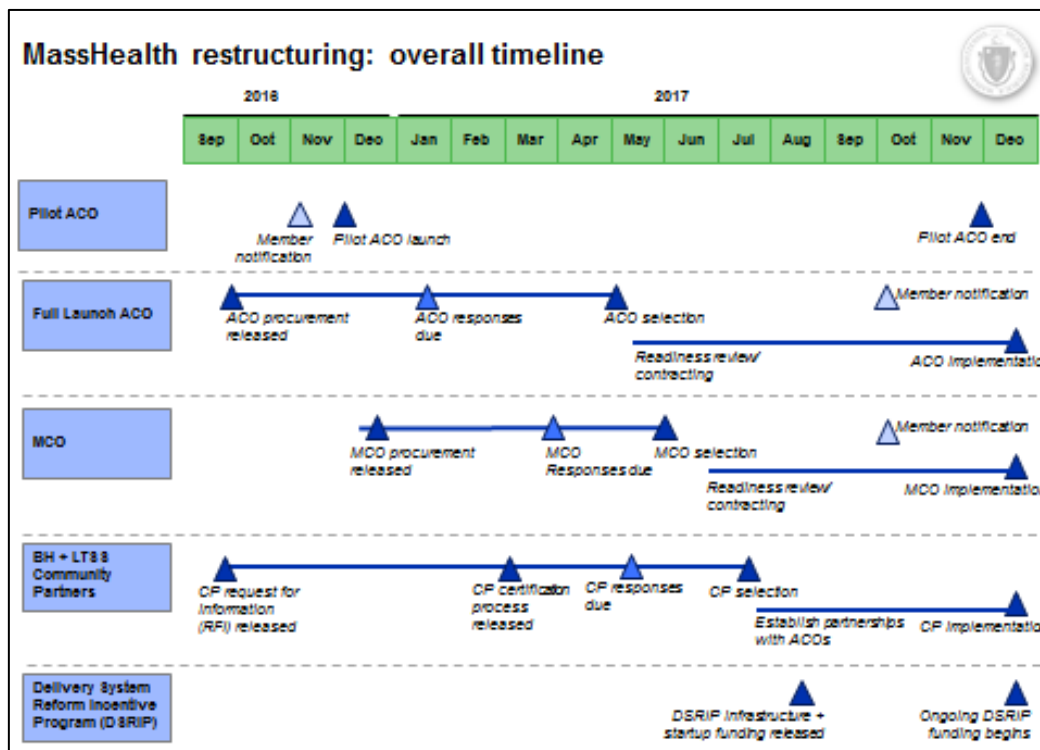 MassHealth restructuring: overall timeline
2016
2017
Sep Oct Nov Dec Jan Feb Mar Apr May Jun Jul Aug Sep Oct Nov Dec
Pilot ACO
Member
notification
Pilot ACO launch
Pilot ACO end
Full Launch ACO
ACO procurement
released
ACO responses
due
ACO selection
Member notification
Readiness review/
contracting
ACO implementatio
MCO
MCO procurement
released
MCO
Responses due
MCO selection
Member notification
Readiness review/
contracting
MCO implementatio
BH + LTSS
Community
Partners
CP request for
information
(RFI) released
CP certification
process
released
CP responses
due
CP selection
Establish partnerships
with ACOs
CP implementatio
Delivery System
Reform Incentive
Program (DSRIP)
DSRIP infrastructure +
startup funding released
Ongoing DSRIP
funding begins